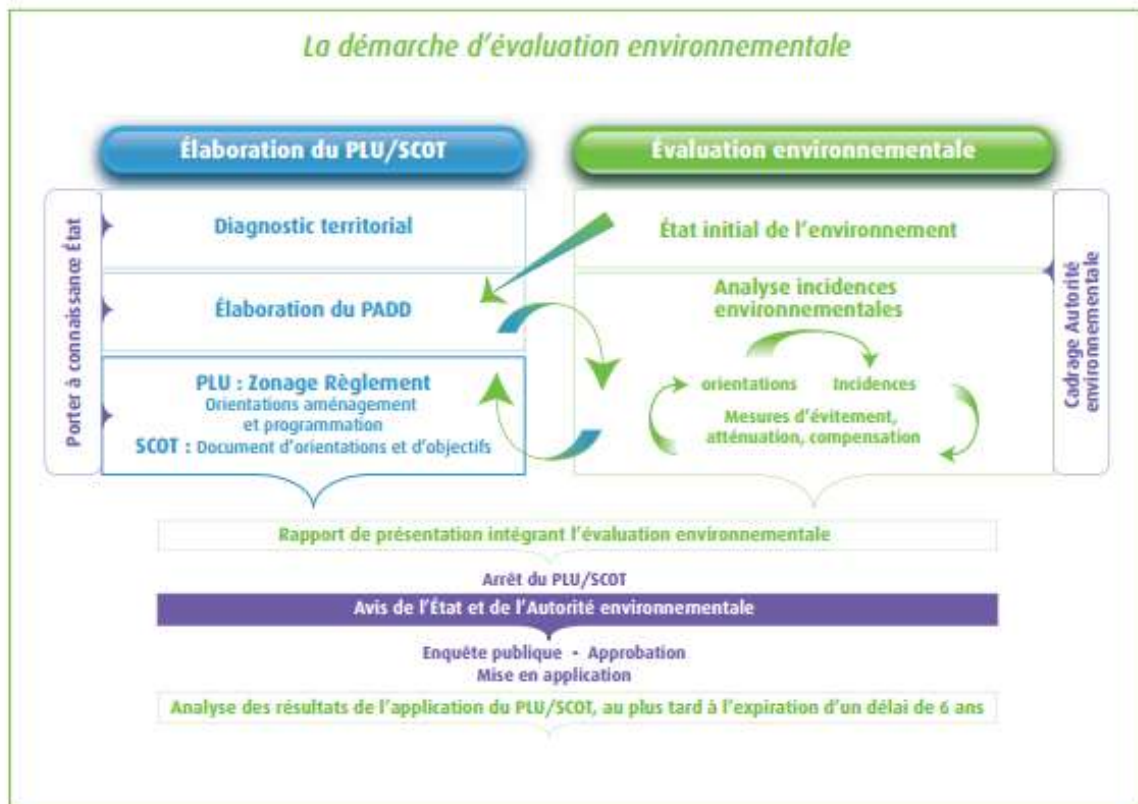 La démarche d'évaluation environnementale
Élaboration du PLU/SCOT
Évaluation environnementale
Porter à connaissance État
Diagnostic territorial
État initial de l'environnement
Élaboration du PADD
Analyse incidences
environnementales
PLU : Zonage Règlement
Orientations aménagement
et programmation
SCOT : Document d'orientations et d'objectifs
orientations
Incidences
Mesures d'évitement,
atténuation, compensation
Cadrage Autorité
environnementale
Rapport de présentation intégrant l'évaluation environnementale
Arrêt du PLU/SCOT
Avis de l'État et de l'Autorité environnementale
Enquête publique - Approbation
Mise en application
Analyse des résultats de l'application du PLU/SCOT, au plus tard à l'expiration d'un délai de 6 ans